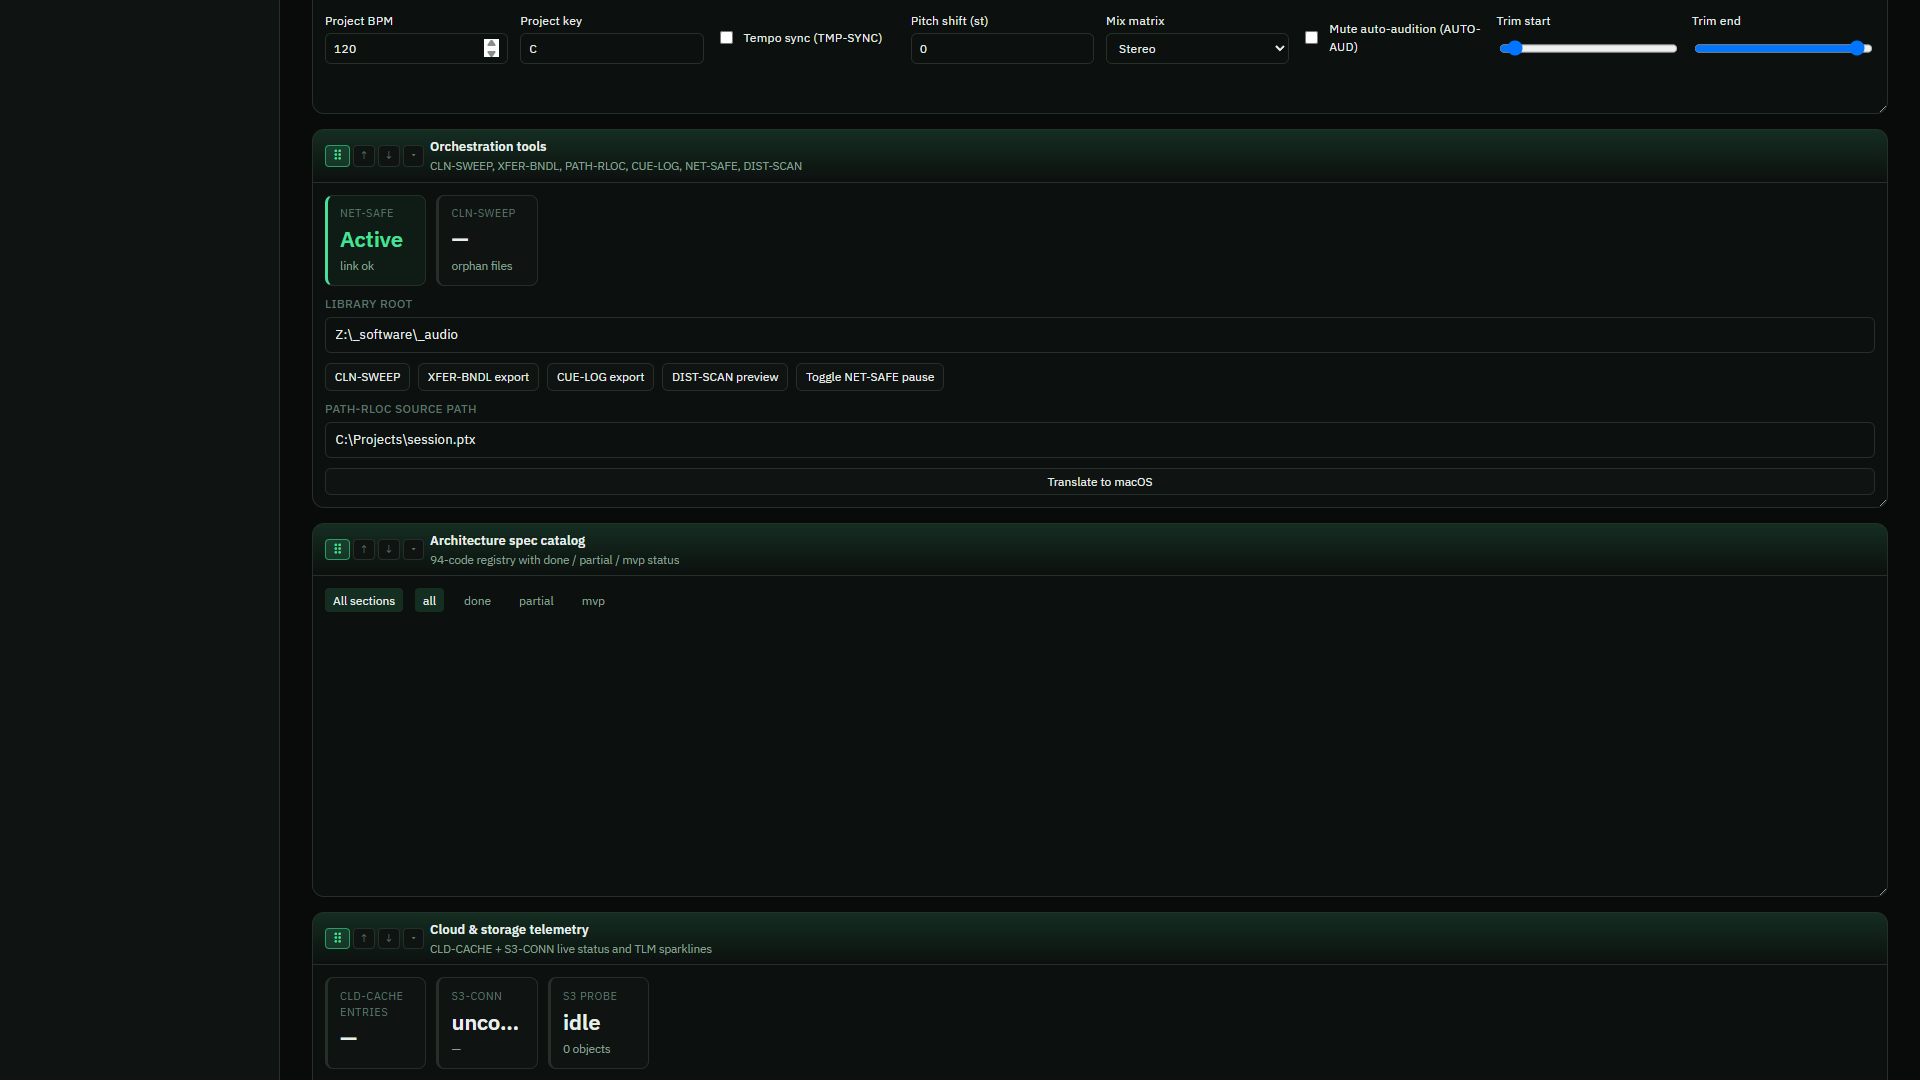 Project BPM
120
Project key
C
Tempo sync (TMP-SYNC)
Pitch shift (st)
0
Mix matrix
Stereo
Mute auto-audition (AUTO-
AUD)
Trim start
Trim end
↑ ↓ -
Orchestration tools
CLN-SWEEP, XFER-BNDL, PATH-RLOC, CUE-LOG, NET-SAFE, DIST-SCAN
NET-SAFE
Active
link ok
CLN-SWEEP
—
orphan files
LIBRARY ROOT
Z:\_software\_audio
CLN-SWEEP XFER-BNDL export CUE-LOG export DIST-SCAN preview Toggle NET-SAFE pause
PATH-RLOC SOURCE PATH
C:\Projects\session.ptx
Translate to macOS
↑ ↓ -
Architecture spec catalog
94-code registry with done / partial / mvp status
All sections all done partial mvp
↑ ↓ -
Cloud & storage telemetry
CLD-CACHE + S3-CONN live status and TLM sparklines
CLD-CACHE
ENTRIES
—
S3-CONN
unco...
—
S3 PROBE
idle
0 objects